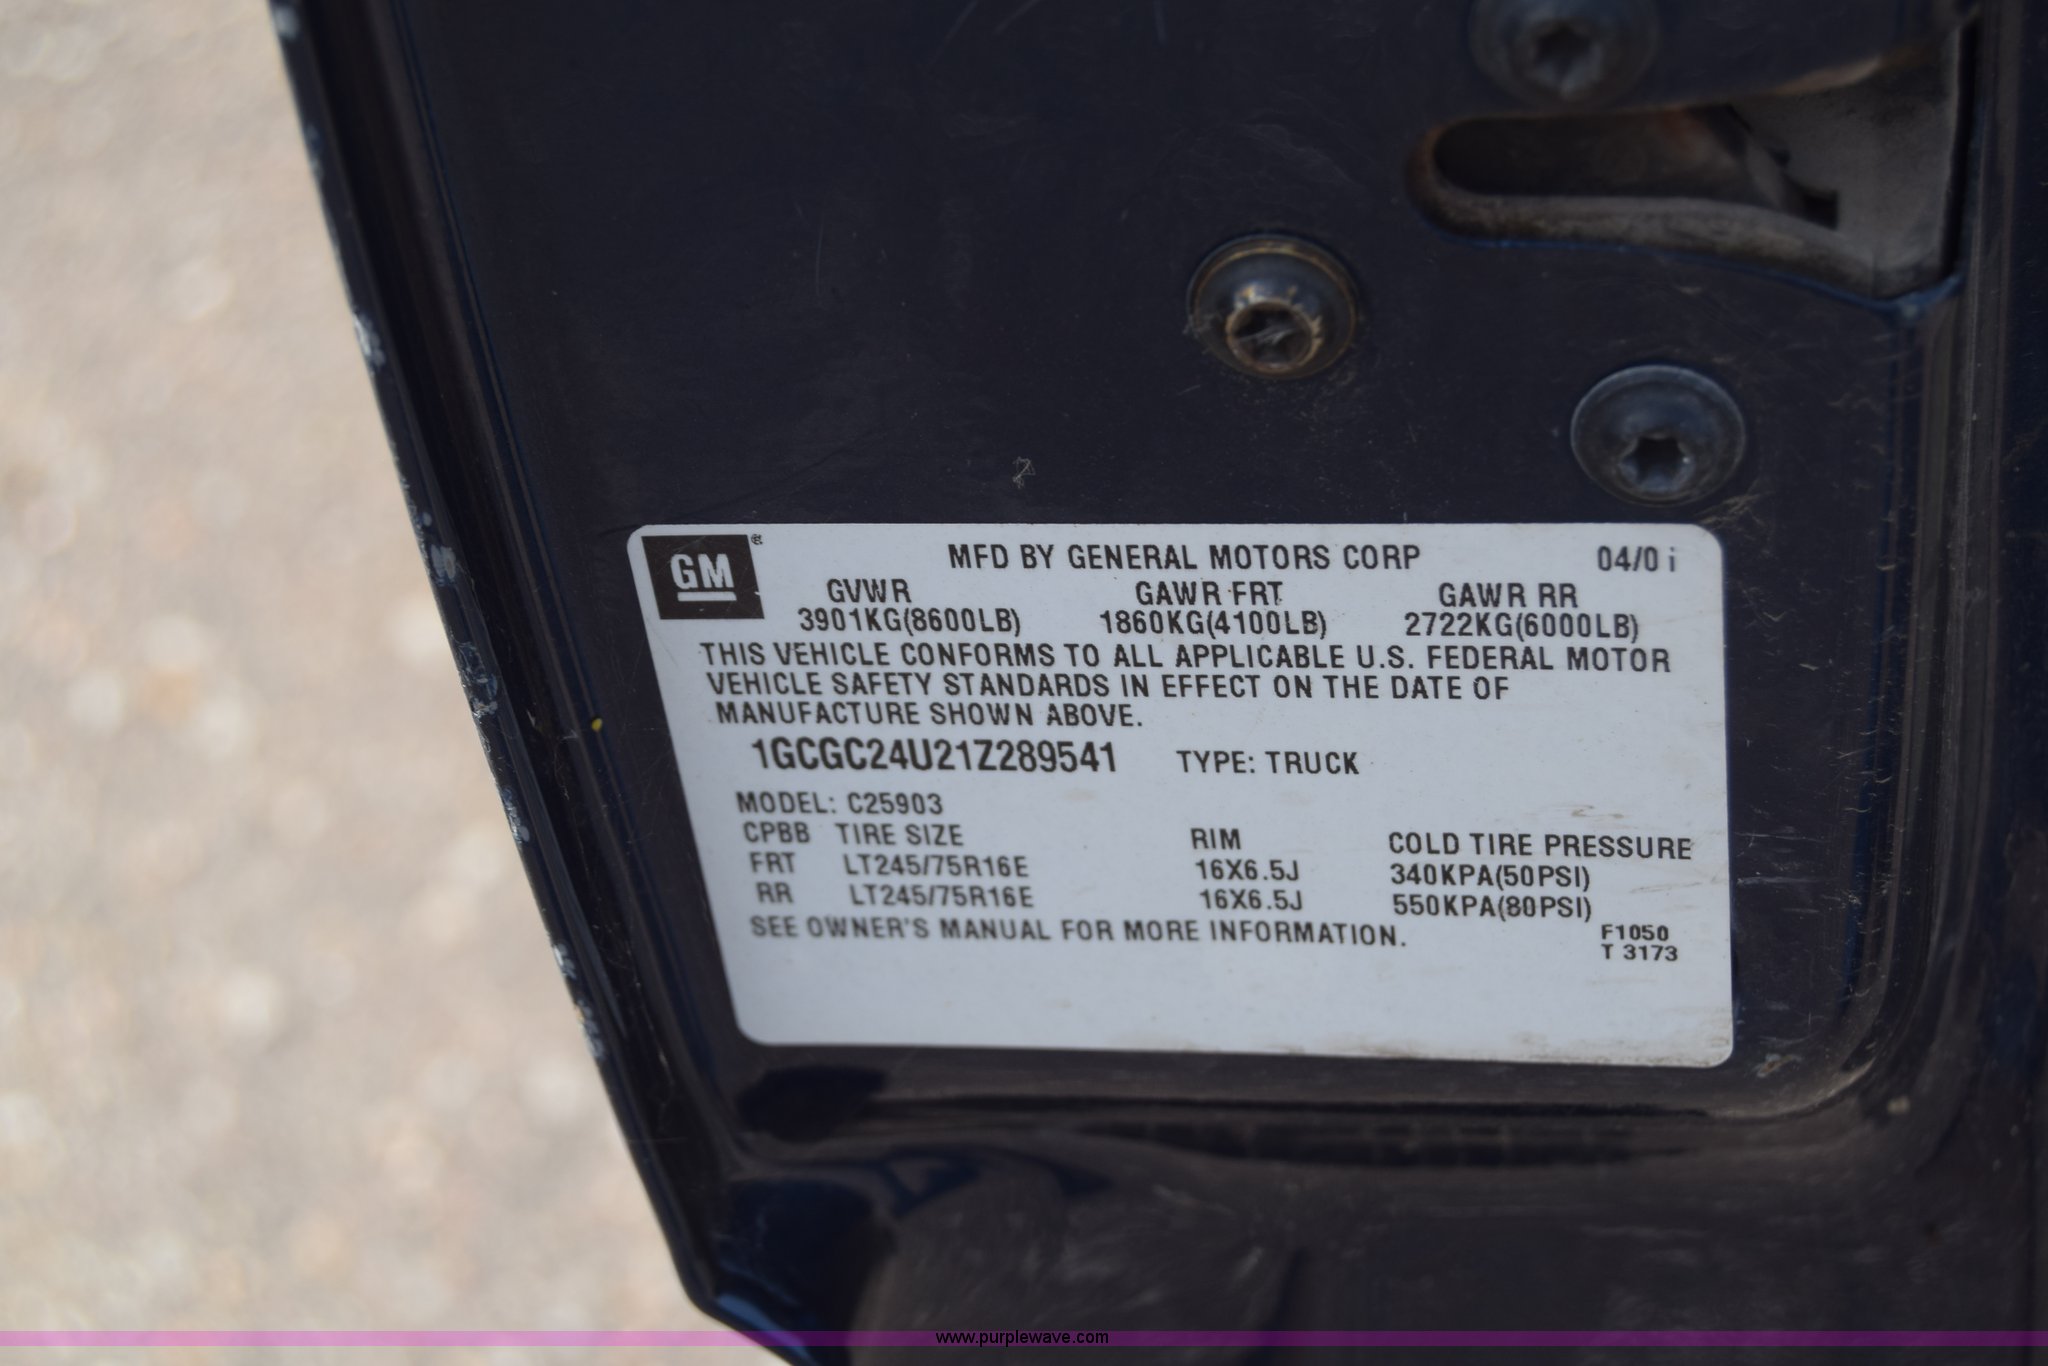 GM®
MFD BY GENERAL MOTORS CORP 04/01
GVWR GAWR FRT GAWR RR
3901KG(8600LB) 1860KG(4100LB) 2722KG(6000LB)
THIS VEHICLE CONFORMS TO ALL APPLICABLE U.S. FEDERAL MOTOR
VEHICLE SAFETY STANDARDS IN EFFECT ON THE DATE OF
MANUFACTURE SHOWN ABOVE.
1GCGC24U21Z289541 TYPE: TRUCK
MODEL: C25903
CPBB TIRE SIZE RIM COLD TIRE PRESSURE
FRT LT245/75R16E 16X6.5J 340KPA(50PSI)
RR LT245/75R16E 16X6.5J 550KPA(80PSI)
SEE OWNER'S MANUAL FOR MORE INFORMATION.
F1050
T 3173
www.purplewave.com